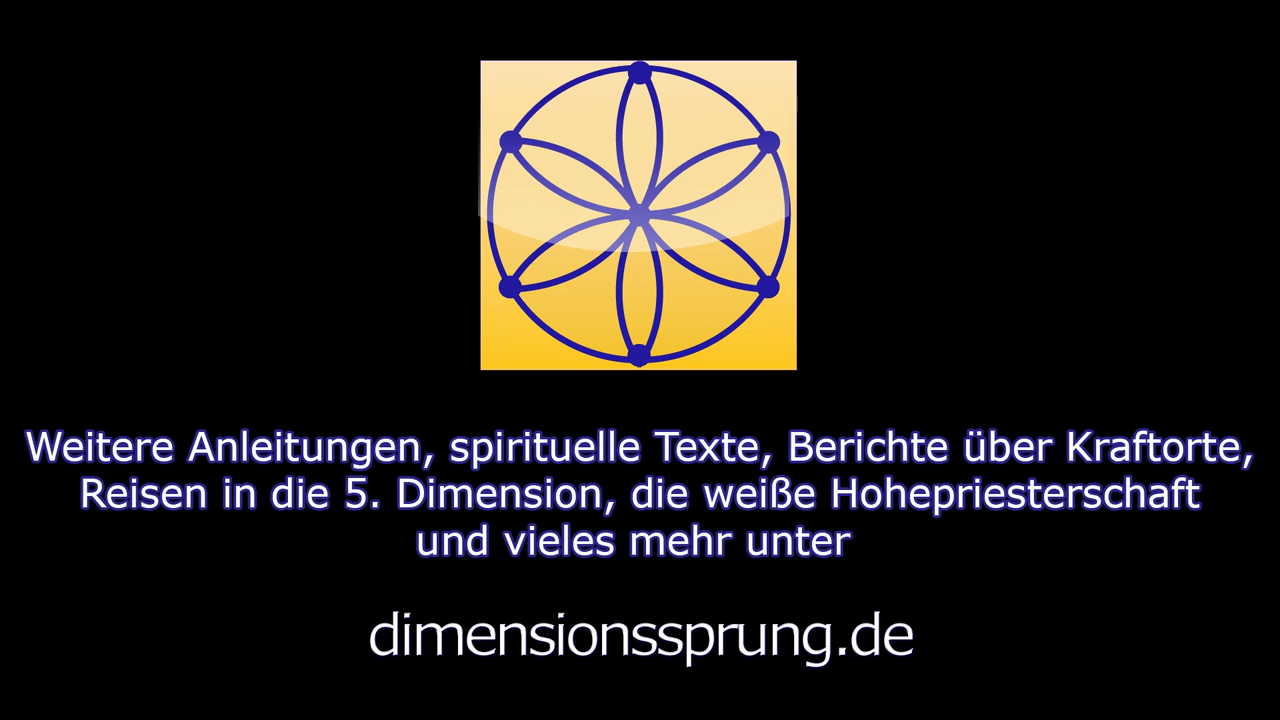 Weitere Anleitungen, spirituelle Texte, Berichte über Kraftorte,
Reisen in die 5. Dimension, die weiße Hohepriesterschaft
und vieles mehr unter
dimensionssprung.de